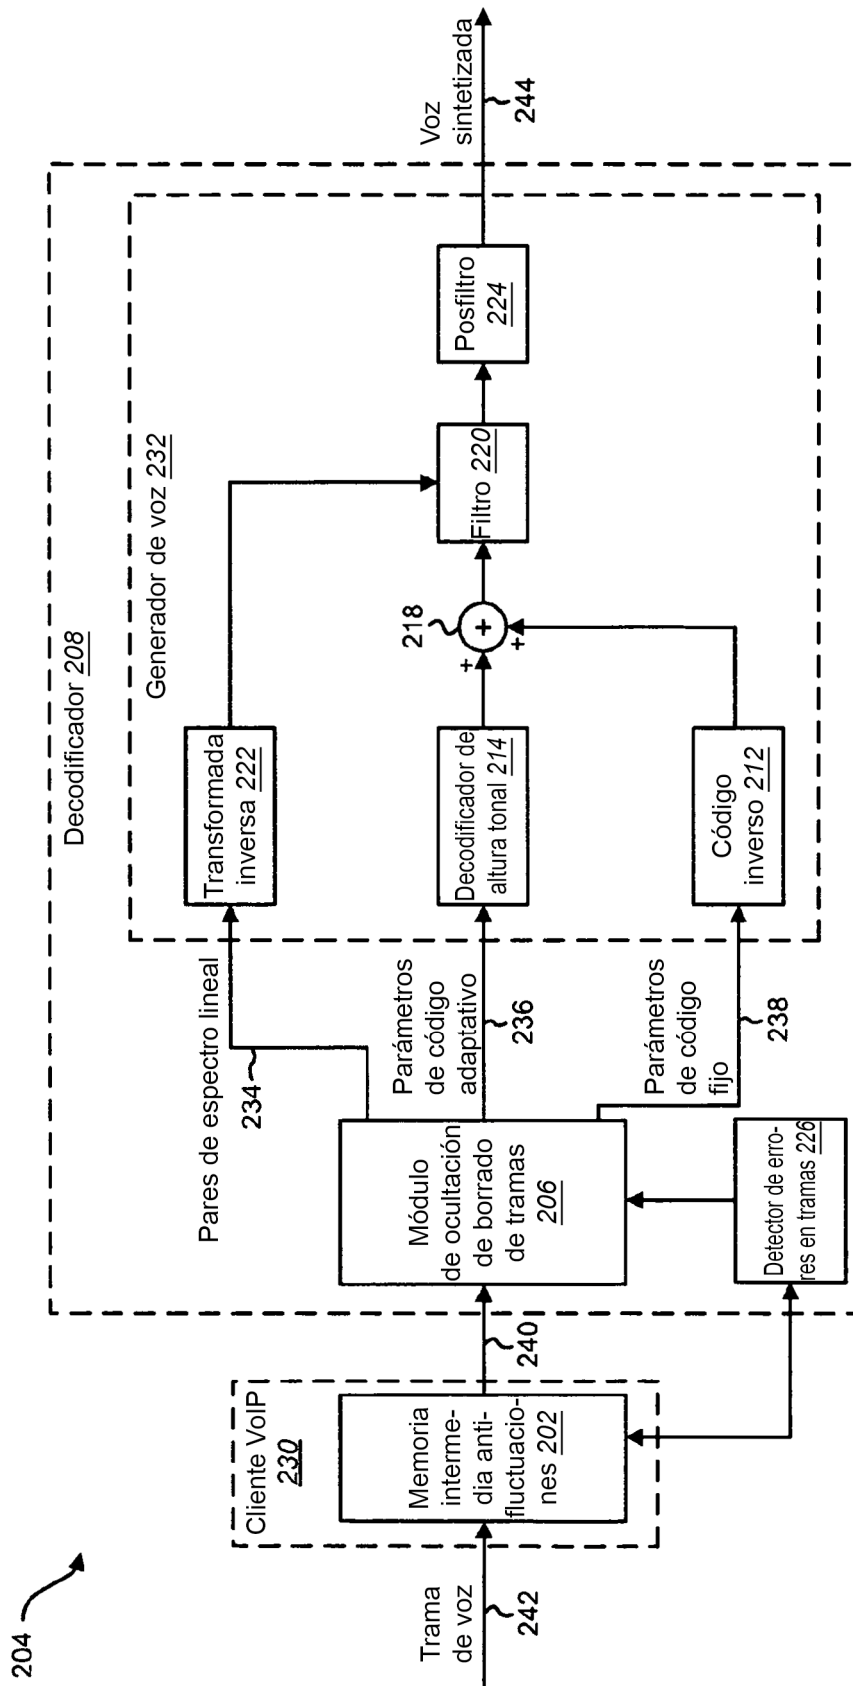 204
Trama
de voz
242
Cliente VoIP
230
Memoria
interme-
dia anti-
fluctuacio-
nes 202
240
Decodificador 208
Módulo
de ocultación
de borrado
de tramas
206
Detector de erro-
res en tramas 226
Pares de espectro lineal
234
Parámetros
de código
adaptativo
236
Parámetros
de código
fijo
238
Generador de voz 232
Transformada
inversa 222
Decodificador de
altura tonal 214
Código
inverso 212
218
+
+
+
Filtro 220
Posfiltro
224
Voz
sintetizada
244